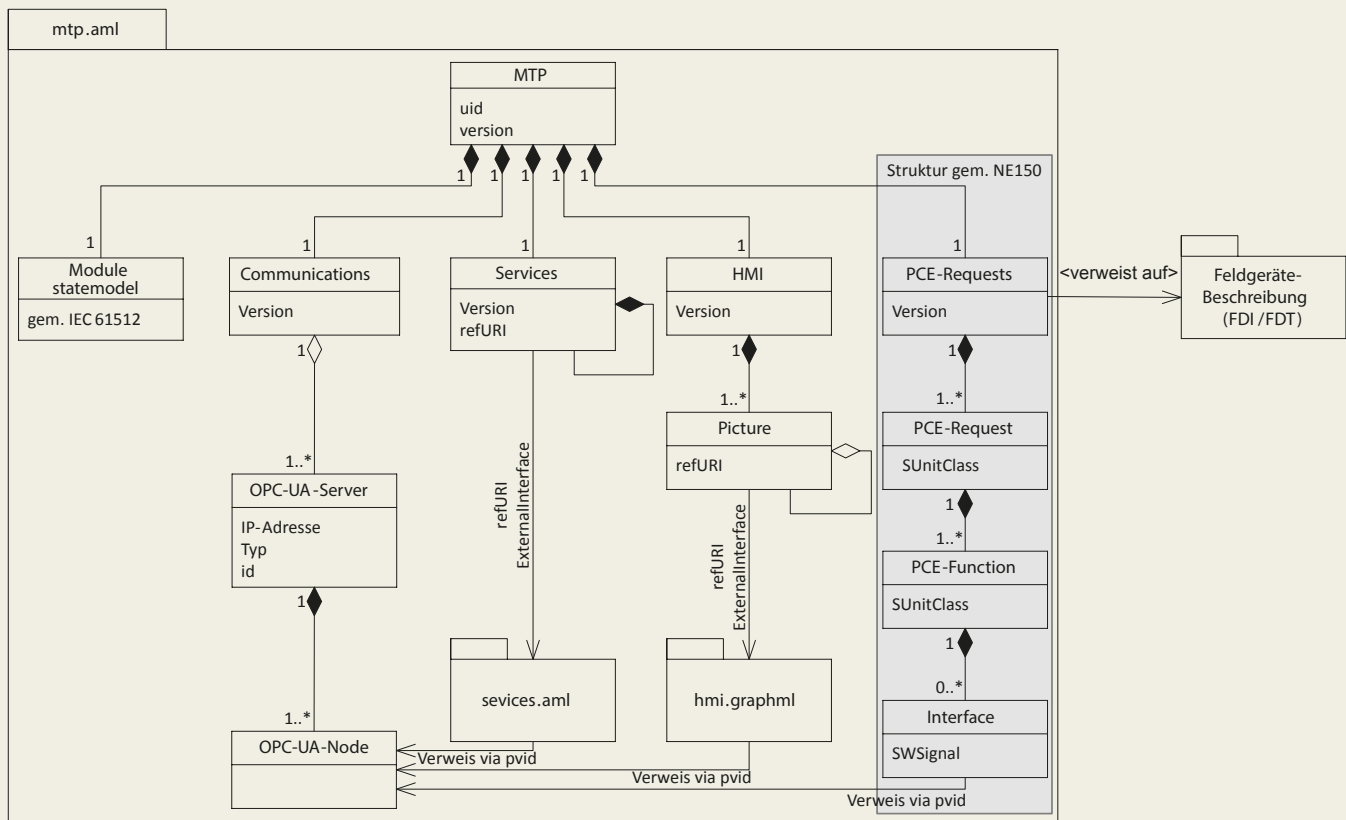 mtp.aml
MTP
uid
version
1
1
1
1
1
Struktur gem. NE150
1
1
1
1
1
Module
statemodel
gem. IEC 61512
Communications
Version
Services
Version
refURI
HMI
Version
PCE-Requests
Version
<verweist auf>
Feldgeräte-
Beschreibung
(FDI /FDT)
1
1
1
1..*
1..*
Picture
refURI
PCE-Request
SUnitClass
refURI
ExternalInterface
1..*
OPC-UA-Server
IP-Adresse
Typ
id
1
1..*
refURI
ExternalInterface
PCE-Function
SUnitClass
1
1
0..*
sevices.aml
hmi.graphml
Interface
SWSignal
1..*
OPC-UA-Node
Verweis via pvid
Verweis via pvid
Verweis via pvid